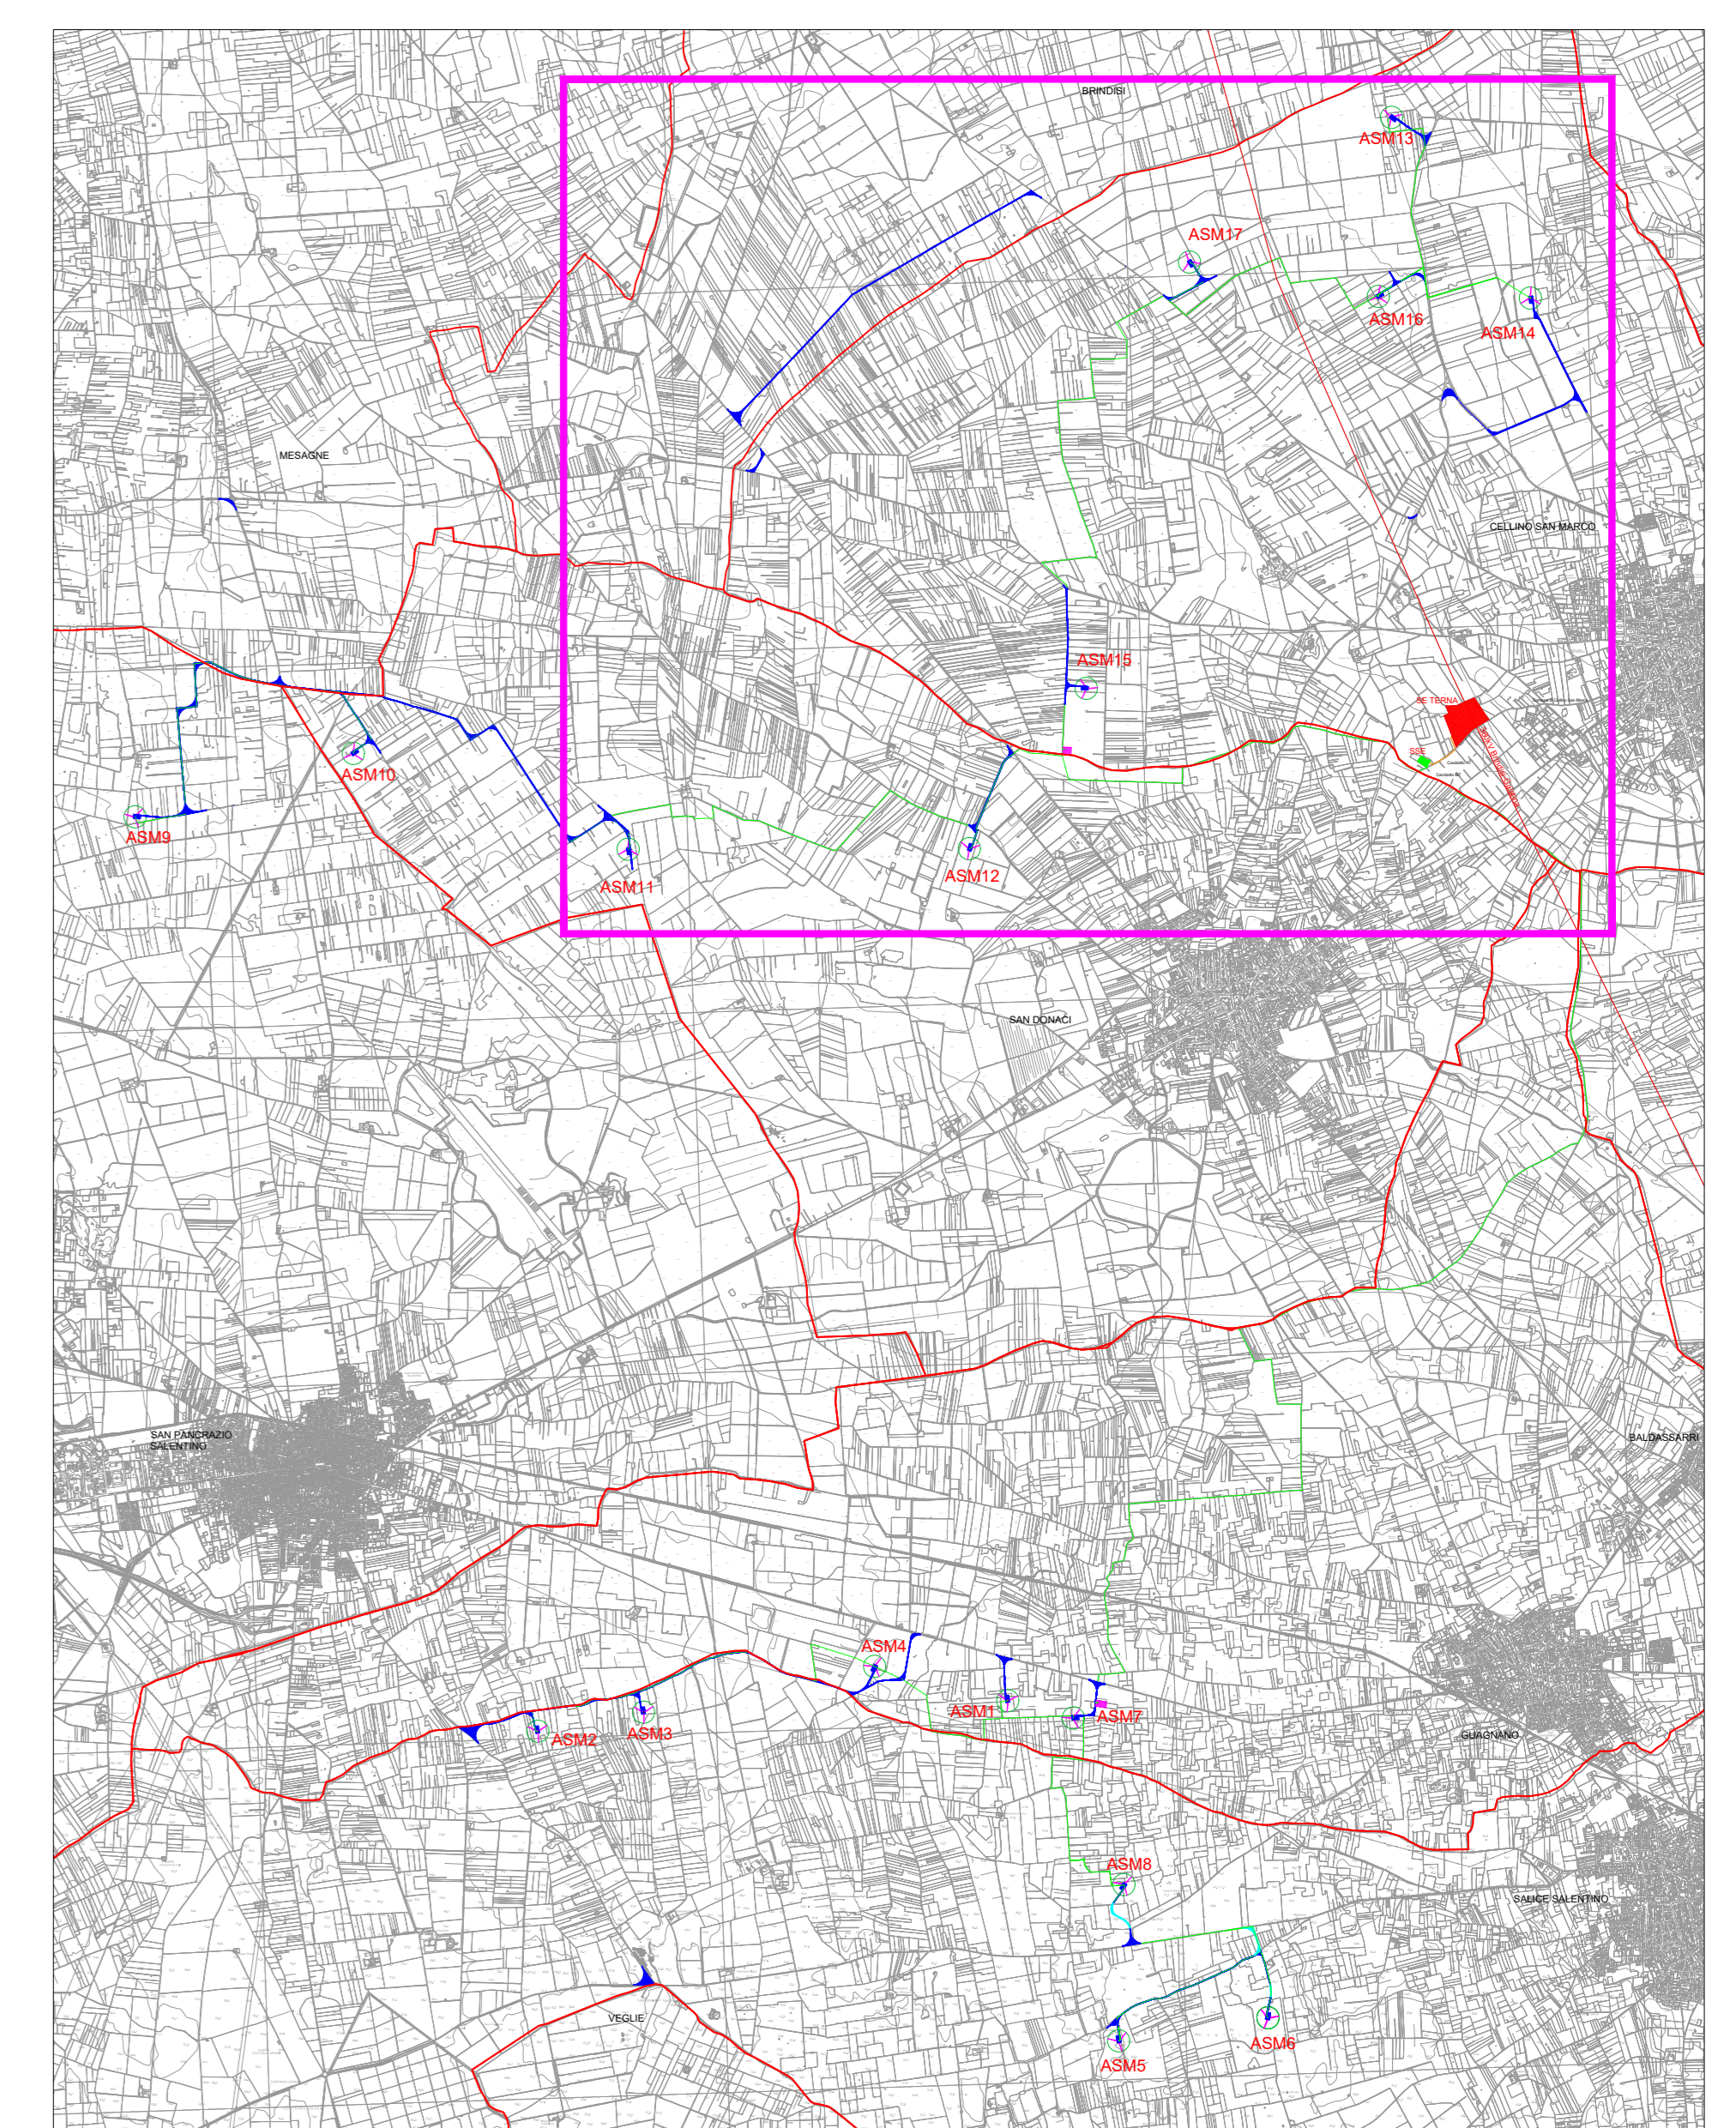 BRINDISI
ASM13
ASM17
ASM16
ASM14
MESAGNE
CELLINO SAN MARCO
ASM15
SE TERNA
SSE
ASM10
ASM9
ASM12
ASM11
SAN DONACI
SAN PANCRAZIO
SALENTINO
BALDASSARRI
ASM4
ASM1
ASM7
ASM2
ASM3
GUAGNANO
ASM8
SALICE SALENTINO
VEGLIE
ASM6
ASM5